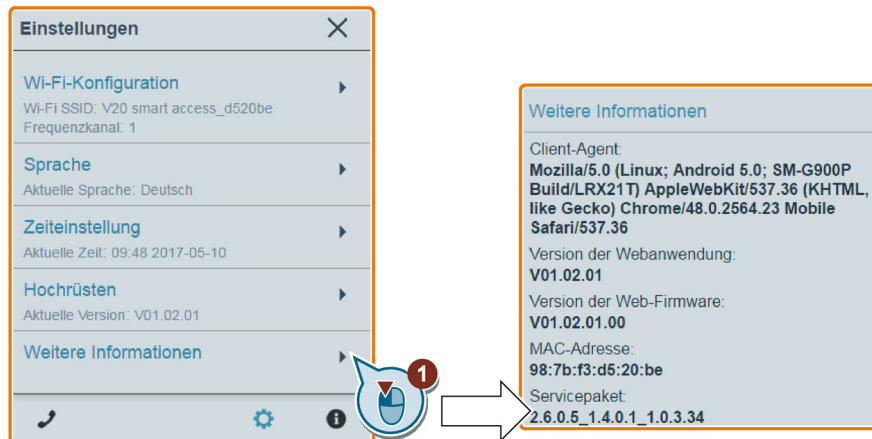 Einstellungen
Wi-Fi-Konfiguration
Wi-Fi SSID: V20 smart access_d520be
Frequenzkanal: 1
Sprache
Aktuelle Sprache: Deutsch
Zeiteinstellung
Aktuelle Zeit: 09:48 2017-05-10
Hochrüsten
Aktuelle Version: V01.02.01
Weitere Informationen
1
Weitere Informationen
Client-Agent:
Mozilla/5.0 (Linux; Android 5.0; SM-G900P
Build/LRX21T) AppleWebKit/537.36 (KHTML,
like Gecko) Chrome/48.0.2564.23 Mobile
Safari/537.36
Version der Webanwendung:
V01.02.01
Version der Web-Firmware:
V01.02.01.00
MAC-Adresse:
98:7b:f3:d5:20:be
Servicepaket:
2.6.0.5_1.4.0.1_1.0.3.34